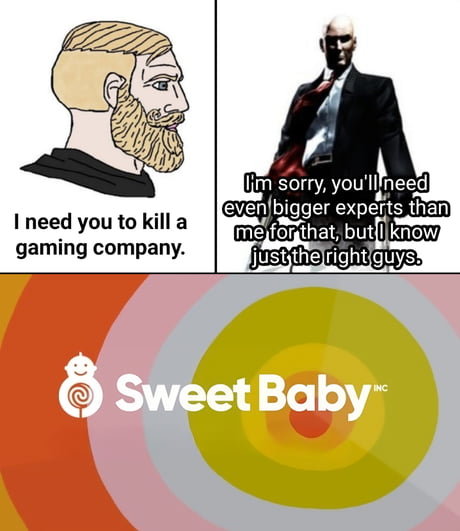 I need you to kill a
gaming company.
I'm sorry, you'll need
even bigger experts than
me for that, but I know
just the right guys.
Sweet Baby INC